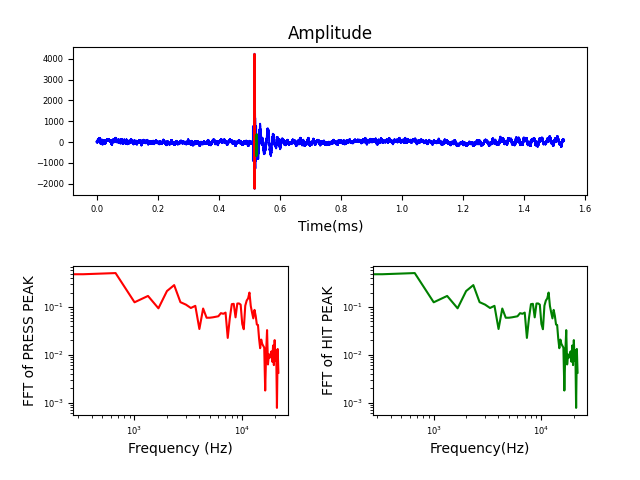 Amplitude
4000
3000
2000
1000
0
−1000
−2000
0.0 0.2 0.4 0.6 0.8 1.0 1.2 1.4 1.6
Time(ms)
FFT of PRESS PEAK
10⁻¹
10⁻²
10⁻³
10³ 10⁴
Frequency (Hz)
FFT of HIT PEAK
10⁻¹
10⁻²
10⁻³
10³ 10⁴
Frequency(Hz)